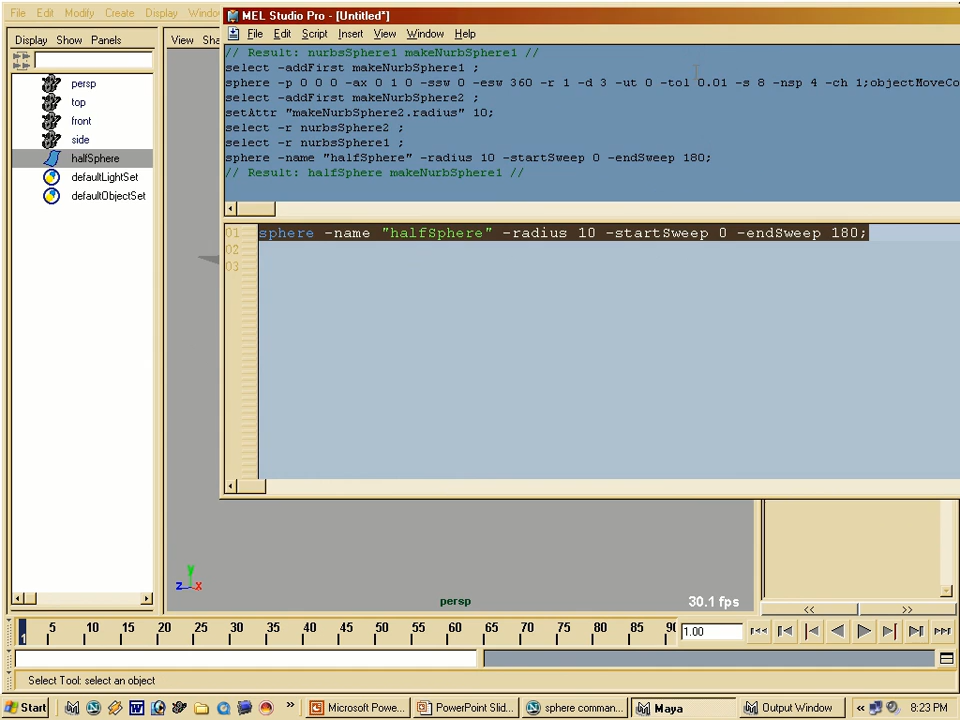 File Edit Modify Create Display Window
MEL Studio Pro - [Untitled*]
File Edit Script Insert View Window Help
Display Show Panels
View Sha
// Result: nurbsSphere1 makeNurbSphere1 //
select -addFirst makeNurbSphere1 ;
sphere -p 0 0 0 -ax 0 1 0 -ssw 0 -esw 360 -r 1 -d 3 -ut 0 -tol 0.01 -s 8 -nsp 4 -ch 1;objectMoveCo
select -addFirst makeNurbSphere2 ;
setAttr "makeNurbSphere2.radius" 10;
select -r nurbsSphere2 ;
select -r nurbsSphere1 ;
sphere -name "halfSphere" -radius 10 -startSweep 0 -endSweep 180;
// Result: halfSphere makeNurbSphere1 //
persp
top
front
side
halfSphere
defaultLightSet
defaultObjectSet
01 sphere -name "halfSphere" -radius 10 -startSweep 0 -endSweep 180;
02
03
y
z x
persp
30.1 fps
<< >>
1 5 10 15 20 25 30 35 40 45 50 55 60 65 70 75 80 85 90 1.00
Select Tool: select an object
Start » Microsoft Powe... PowerPoint Slid... sphere comman... Maya Output Window « 8:23 PM